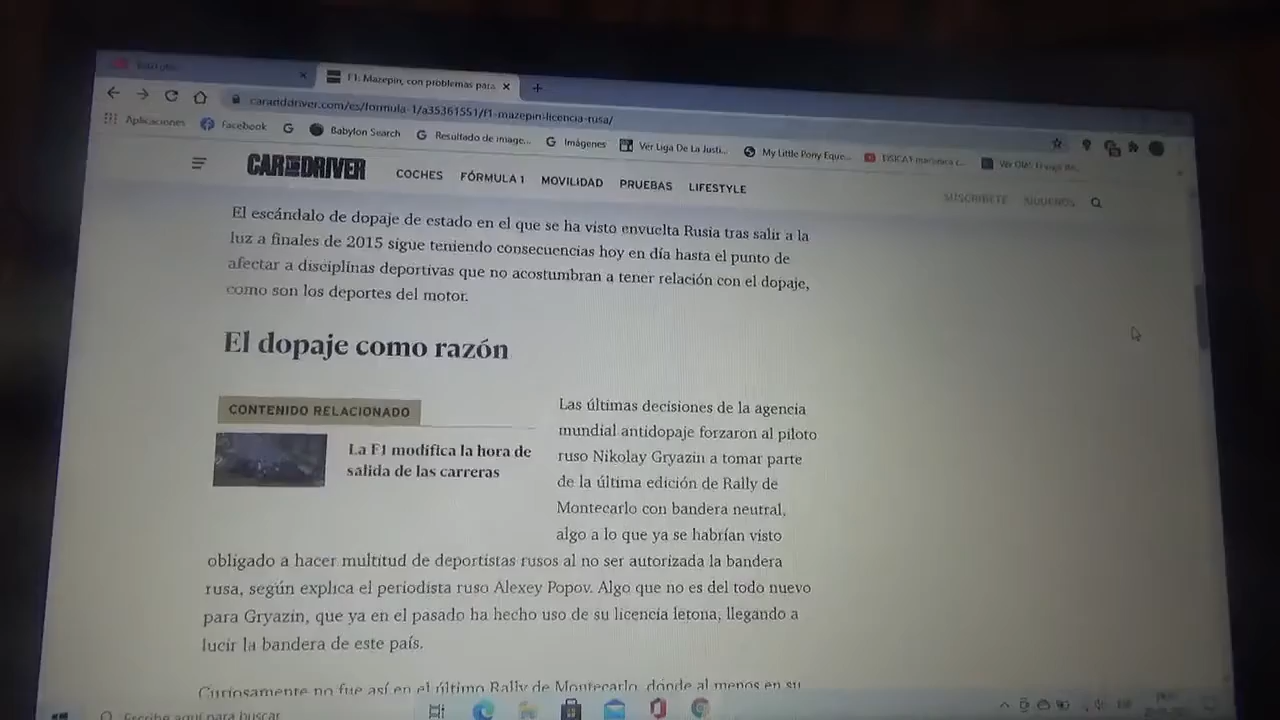 F1: Mazepin, con problemas para
caranddriver.com/es/formula-1/a35361551/f1-mazepin-licencia-rusa/
Aplicaciones Facebook Babylon Search Resultado de image... Imágenes Ver Liga De La Justi... My Little Pony Eque...
CAR AND DRIVER COCHES FÓRMULA 1 MOVILIDAD PRUEBAS LIFESTYLE SUSCRÍBETE SÍGUENOS
El escándalo de dopaje de estado en el que se ha visto envuelta Rusia tras salir a la
luz a finales de 2015 sigue teniendo consecuencias hoy en día hasta el punto de
afectar a disciplinas deportivas que no acostumbran a tener relación con el dopaje,
como son los deportes del motor.
El dopaje como razón
CONTENIDO RELACIONADO
La F1 modifica la hora de
salida de las carreras
Las últimas decisiones de la agencia
mundial antidopaje forzaron al piloto
ruso Nikolay Gryazin a tomar parte
de la última edición de Rally de
Montecarlo con bandera neutral,
algo a lo que ya se habrían visto
obligado a hacer multitud de deportistas rusos al no ser autorizada la bandera
rusa, según explica el periodista ruso Alexey Popov. Algo que no es del todo nuevo
para Gryazin, que ya en el pasado ha hecho uso de su licencia letona, llegando a
lucir la bandera de este país.
Curiosamente no fue así en el último Rally de Montecarlo, dónde al menos en su
Escribe aquí para buscar